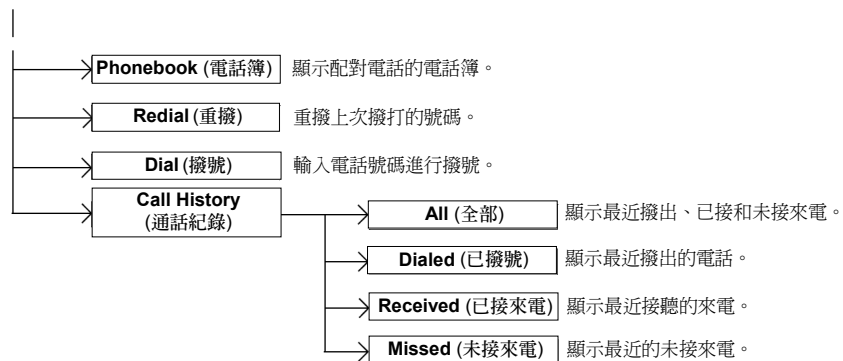 Phonebook (電話簿) 顯示配對電話的電話簿。
Redial (重撥) 重撥上次撥打的號碼。
Dial (撥號) 輸入電話號碼進行撥號。
Call History
(通話紀錄)
All (全部) 顯示最近撥出、已接和未接來電。
Dialed (已撥號) 顯示最近撥出的電話。
Received (已接來電) 顯示最近接聽的來電。
Missed (未接來電) 顯示最近的未接來電。